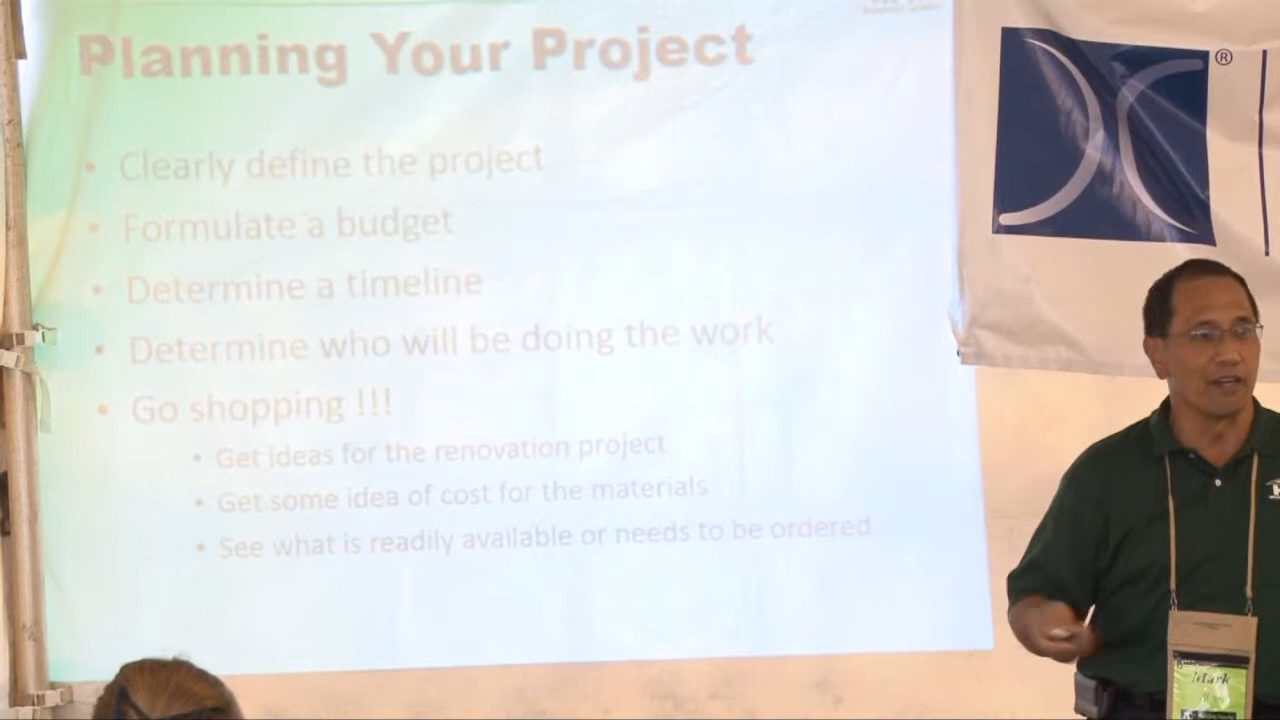 Planning Your Project
• Clearly define the project
• Formulate a budget
• Determine a timeline
• Determine who will be doing the work
• Go shopping !!!
• Get ideas for the renovation project
• Get some idea of cost for the materials
• See what is readily available or needs to be ordered
®
Mark